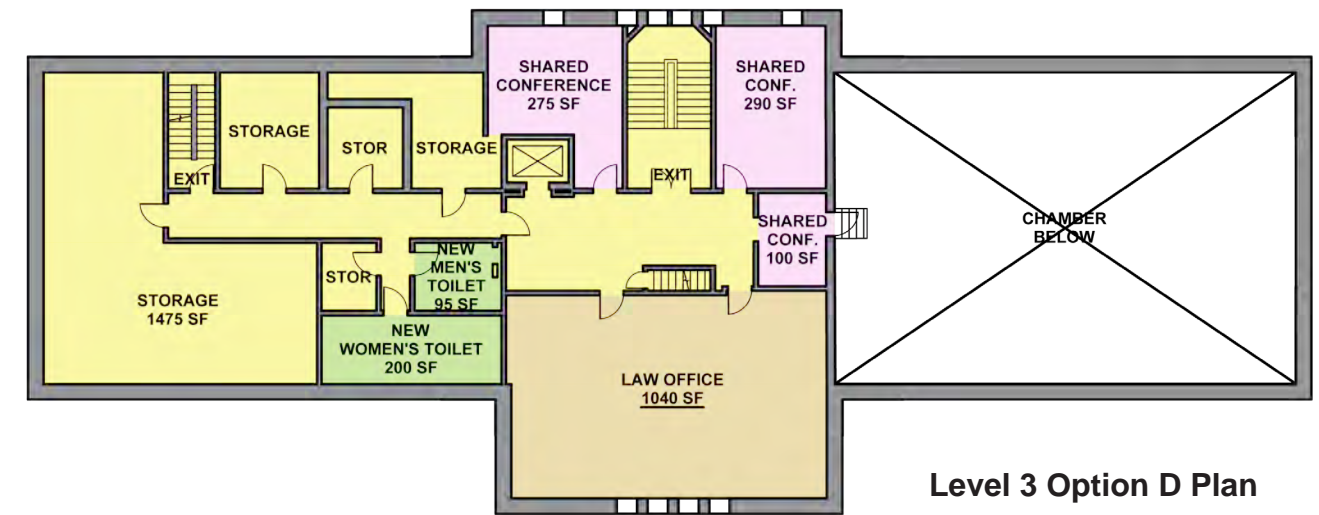 SHARED
CONFERENCE
275 SF
SHARED
CONF.
290 SF
STORAGE
STOR
STORAGE
EXIT
EXIT
SHARED
CONF.
100 SF
CHAMBER
BELOW
NEW
MEN'S
TOILET
95 SF
STOR
STORAGE
1475 SF
NEW
WOMEN'S TOILET
200 SF
LAW OFFICE
1040 SF
Level 3 Option D Plan